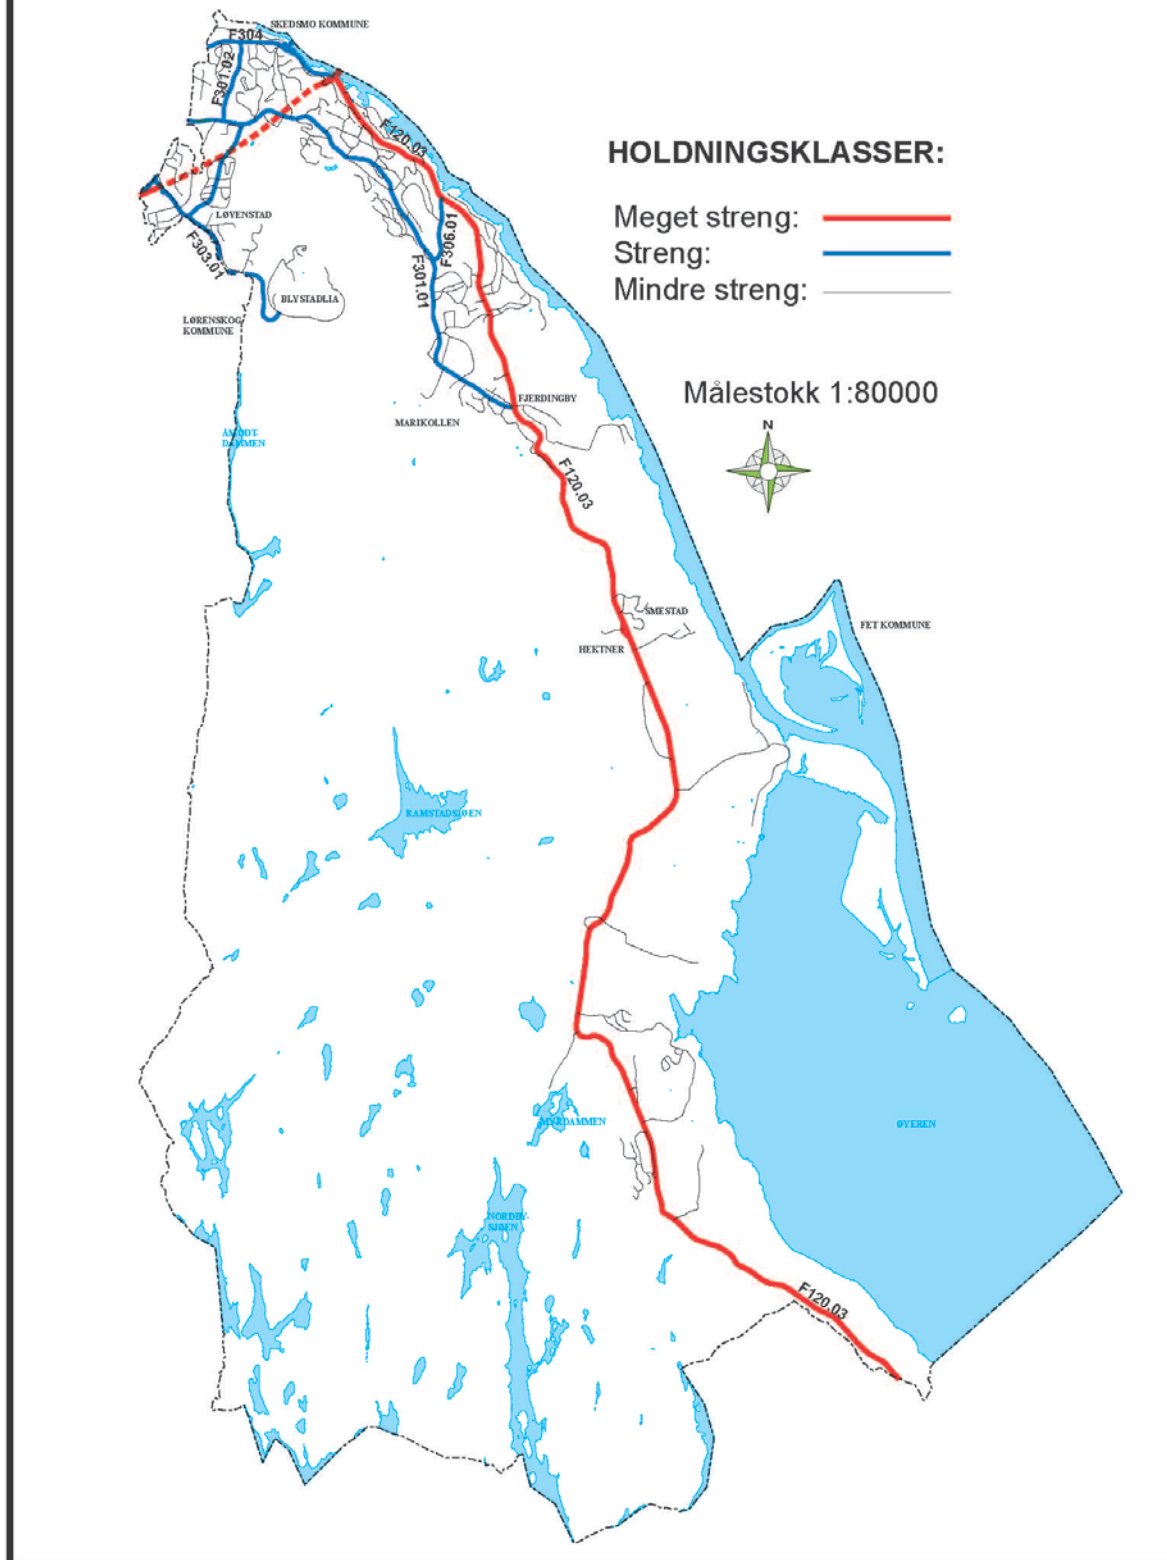 SKEDSMO KOMMUNE
F304
F301.02
F120.03
HOLDNINGSKLASSER:
Meget streng:
Streng:
Mindre streng:
LØVENSTAD
F303.01
F306.01
F301.01
BLYSTADLIA
LØRENSKOG
KOMMUNE
Målestokk 1:80000
FJERDINGBY
MARIKOLLEN
N
ÅMODT-
DAMMEN
F120.03
SMESTAD
FET KOMMUNE
HEKTNER
RAMSTADSJØEN
MYRDAMMEN
ØYEREN
NORDBY-
SJØEN
F120.03